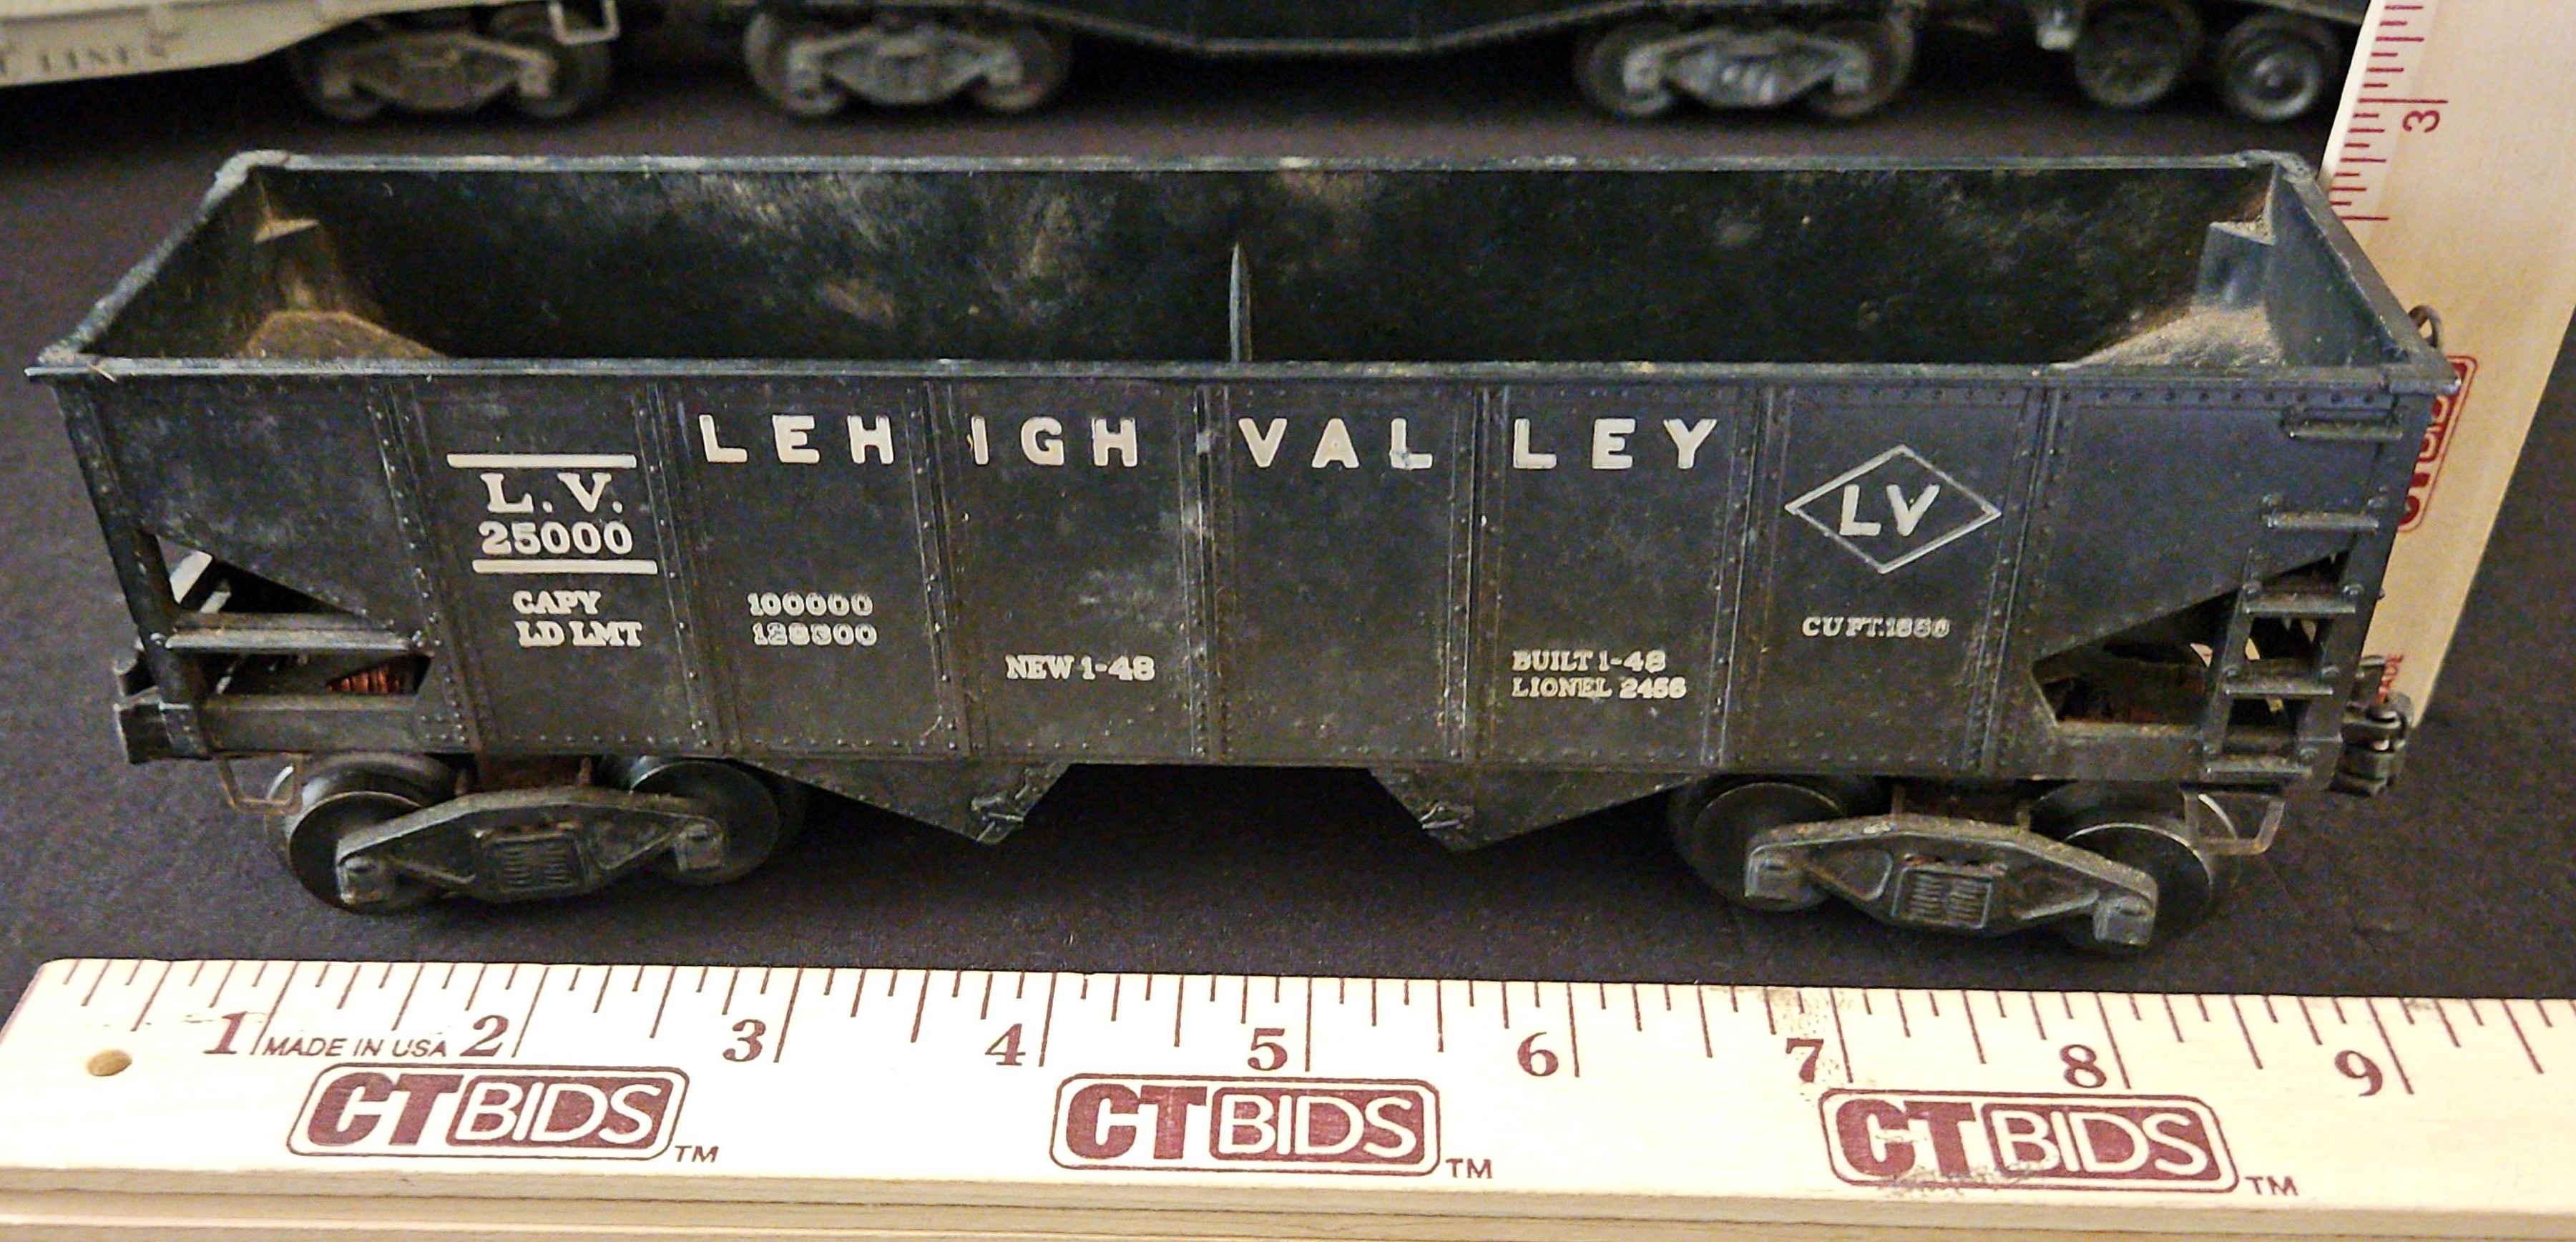 3
LEHIGH VALLEY
L.V.
25000
LV
CAPY 100000
LD LMT 128300
CU FT. 1860
NEW 1-48
BUILT 1-48
LIONEL 2456
1 2 3 4 5 6 7 8 9
MADE IN USA
CTBIDS™ CTBIDS™ CTBIDS™